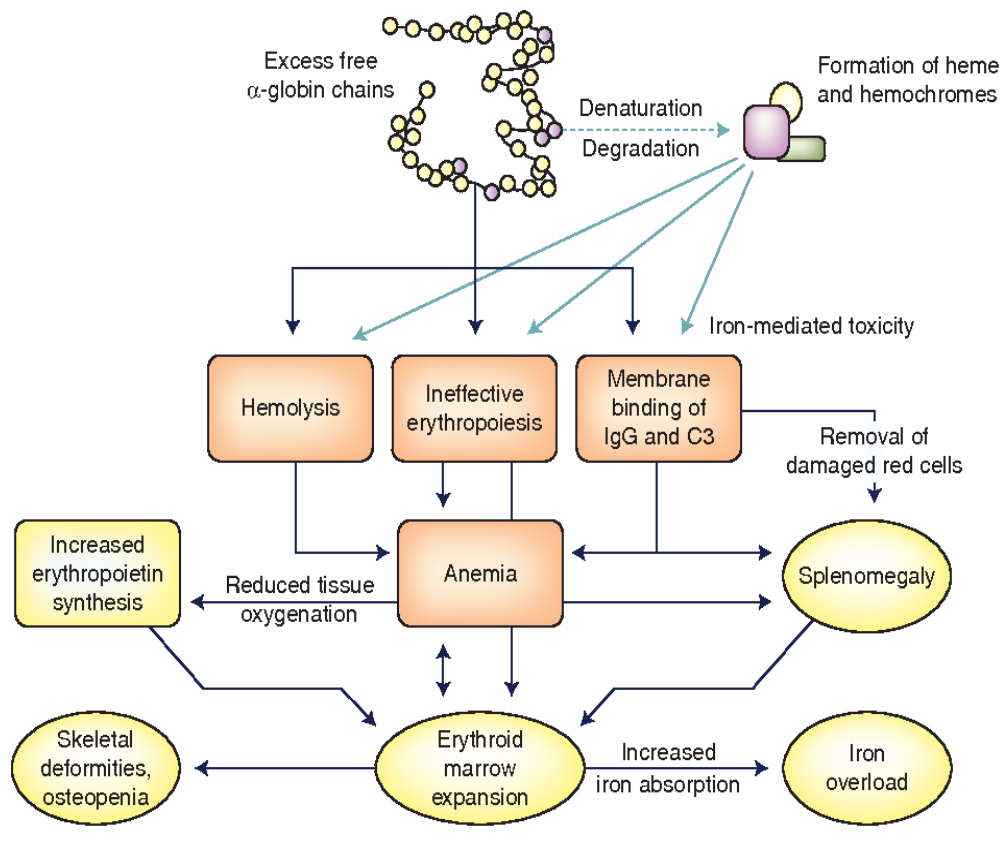 Excess free
α-globin chains
Denaturation
Degradation
Formation of heme
and hemochromes
Iron-mediated toxicity
Hemolysis
Ineffective
erythropoiesis
Membrane
binding of
IgG and C3
Removal of
damaged red cells
Increased
erythropoietin
synthesis
Reduced tissue
oxygenation
Anemia
Splenomegaly
Skeletal
deformities,
osteopenia
Erythroid
marrow
expansion
Increased
iron absorption
Iron
overload